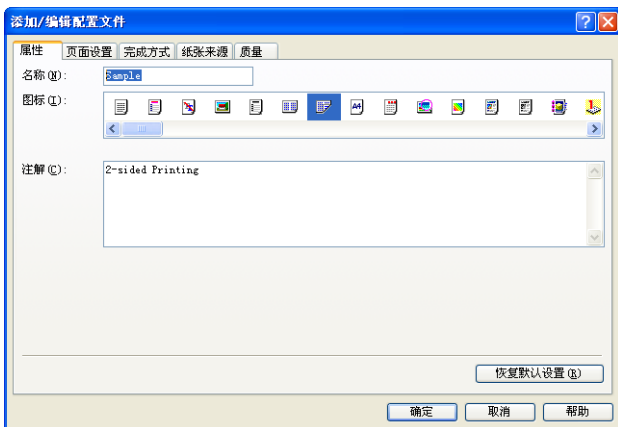 添加/编辑配置文件
属性 页面设置 完成方式 纸张来源 质量
名称(N): Sample
图标(I):
A4
注解(C): 2-sided Printing
恢复默认设置(R)
确定 取消 帮助